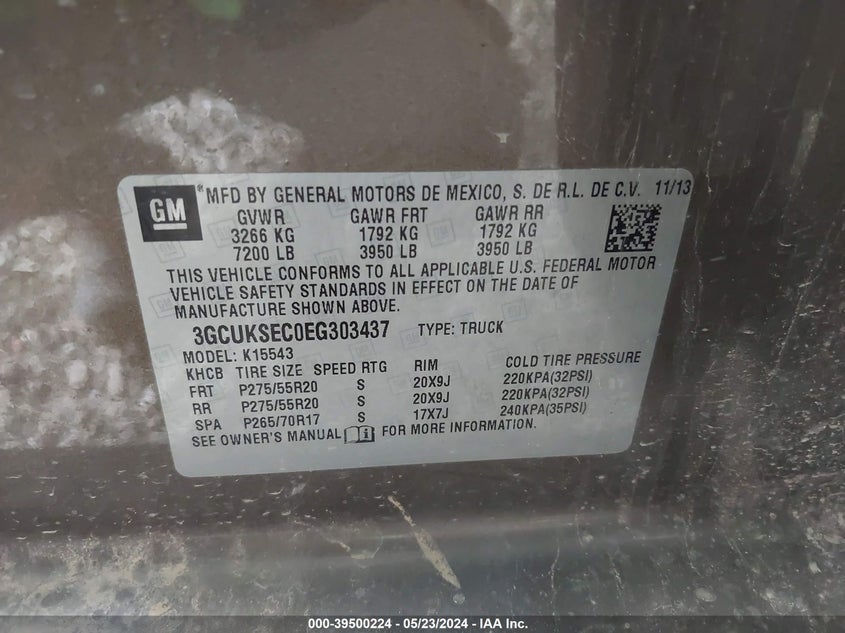 GM
® MFD BY GENERAL MOTORS DE MEXICO, S. DE R.L. DE C.V. 11/13
GVWR GAWR FRT GAWR RR
3266 KG 1792 KG 1792 KG
7200 LB 3950 LB 3950 LB
THIS VEHICLE CONFORMS TO ALL APPLICABLE U.S. FEDERAL MOTOR
VEHICLE SAFETY STANDARDS IN EFFECT ON THE DATE OF
MANUFACTURE SHOWN ABOVE.
3GCUKSEC0EG303437 TYPE: TRUCK
MODEL: K15543
KHCB TIRE SIZE SPEED RTG RIM COLD TIRE PRESSURE
FRT P275/55R20 S 20X9J 220KPA(32PSI)
RR P275/55R20 S 20X9J 220KPA(32PSI)
SPA P265/70R17 S 17X7J 240KPA(35PSI)
SEE OWNER'S MANUAL FOR MORE INFORMATION.
000-39500224 - 05/23/2024 - IAA Inc.